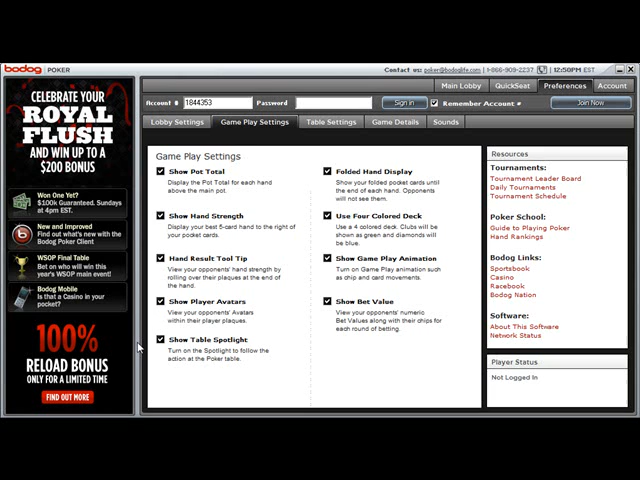 bodog POKER
Contact us: poker@bodoglife.com | 1-866-909-2237
12:58PM EST
CELEBRATE YOUR
ROYAL
FLUSH
AND WIN UP TO A
$200 BONUS
Won One Yet?
$100k Guaranteed. Sundays
at 4pm EST.
New and Improved
Find out what's new with the
Bodog Poker Client
WSOP Final Table
Bet on who will win this
year's WSOP main event!
Bodog Mobile
Is that a Casino in your
pocket?
100%
RELOAD BONUS
ONLY FOR A LIMITED TIME
FIND OUT MORE
Main Lobby
QuickSeat
Preferences
Account
Account # 1844353 Password Sign in Remember Account # Join Now
Lobby Settings
Game Play Settings
Table Settings
Game Details
Sounds
Game Play Settings
Show Pot Total
Display the Pot Total for each
hand above the main pot.
Show Hand Strength
Display your best 5-card hand to the right of
your pocket cards.
Hand Result Tool Tip
View your opponents' hand strength by
rolling over their plaques at the end of
the hand.
Show Player Avatars
View your opponents' Avatars
within their player plaques.
Show Table Spotlight
Turn on the Spotlight to follow the
action at the Poker table.
Folded Hand Display
Show your folded pocket cards until
the end of each hand. Opponents
will not see them.
Use Four Colored Deck
Use a 4 colored deck. Clubs will be
shown as green and diamonds will
be blue.
Show Game Play Animation
Turn on Game Play animation such
as chip and card movements.
Show Bet Value
View your opponents' numeric
Bet Values along with their chips for
each round of betting.
Resources
Tournaments:
Tournament Leader Board
Daily Tournaments
Tournament Schedule
Poker School:
Guide to Playing Poker
Hand Rankings
Bodog Links:
Sportsbook
Casino
Racebook
Bodog Nation
Software:
About This Software
Network Status
Player Status
Not Logged In